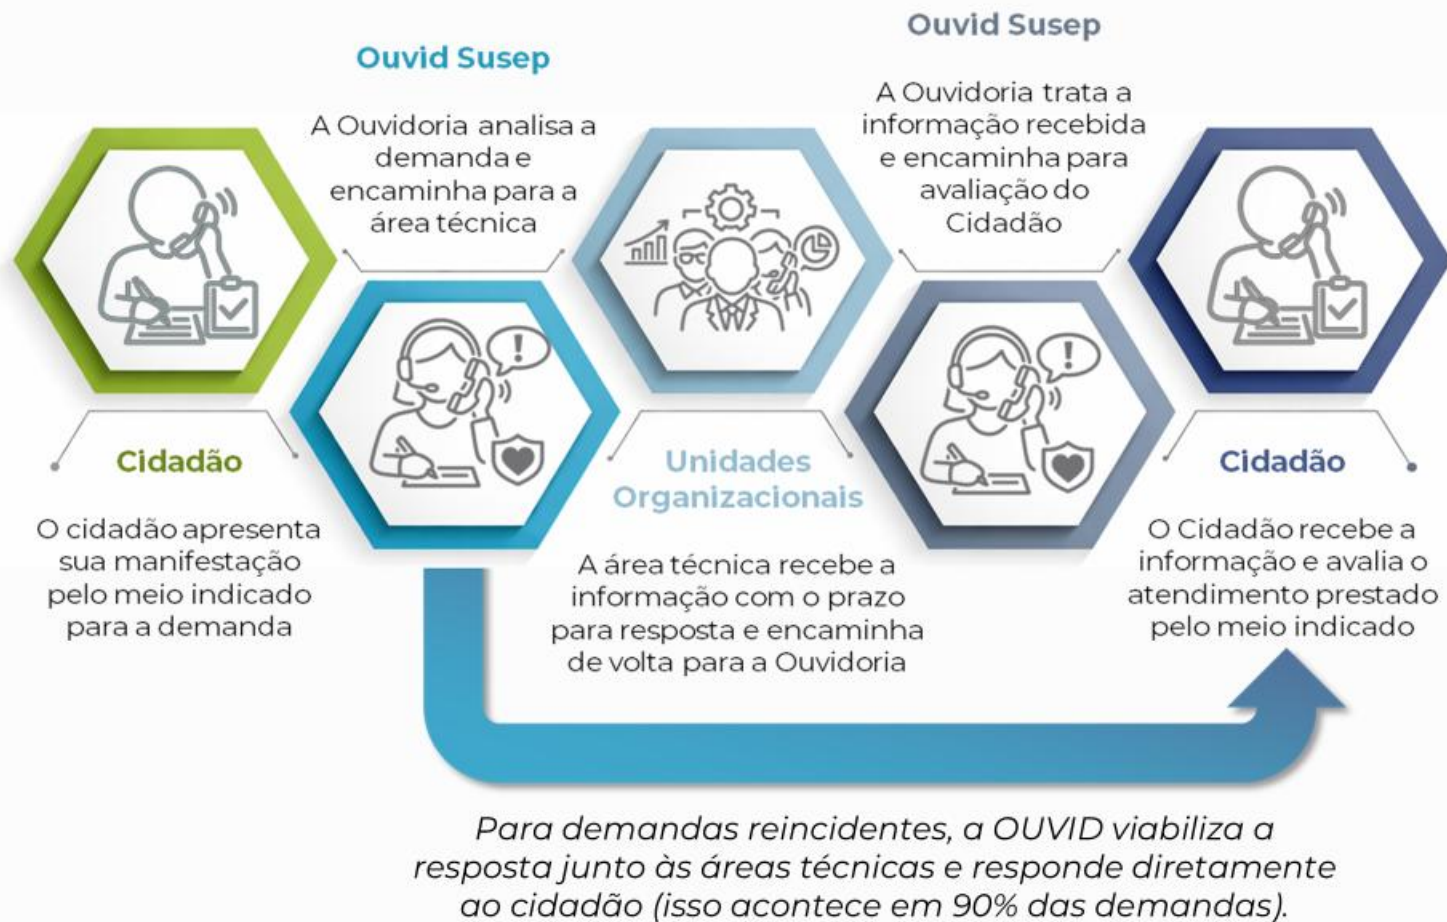 Cidadão
O cidadão apresenta
sua manifestação
pelo meio indicado
para a demanda
Ouvid Susep
A Ouvidoria analisa a
demanda e
encaminha para a
área técnica
Unidades
Organizacionais
A área técnica recebe a
informação com o prazo
para resposta e encaminha
de volta para a Ouvidoria
Ouvid Susep
A Ouvidoria trata a
informação recebida
e encaminha para
avaliação do
Cidadão
Cidadão
O Cidadão recebe a
informação e avalia o
atendimento prestado
pelo meio indicado
Para demandas reincidentes, a OUVID viabiliza a
resposta junto às áreas técnicas e responde diretamente
ao cidadão (isso acontece em 90% das demandas).